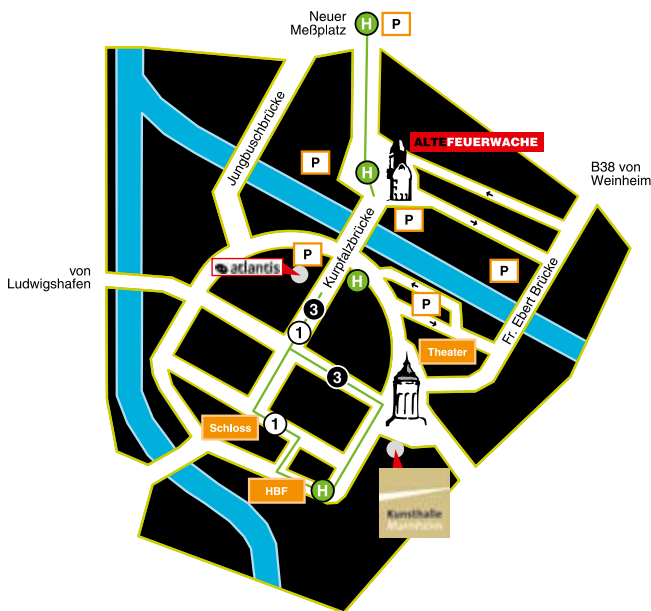 Neuer
Meßplatz
H
P
ALTEFEUERWACHE
Jungbuschbrücke
P
H
B38 von
Weinheim
P
Kurpfalzbrücke
P
atlantis
von
Ludwigshafen
H
P
P
Fr. Ebert Brücke
3
1
Theater
3
Schloss
1
HBF
H
Kunsthalle
Mannheim